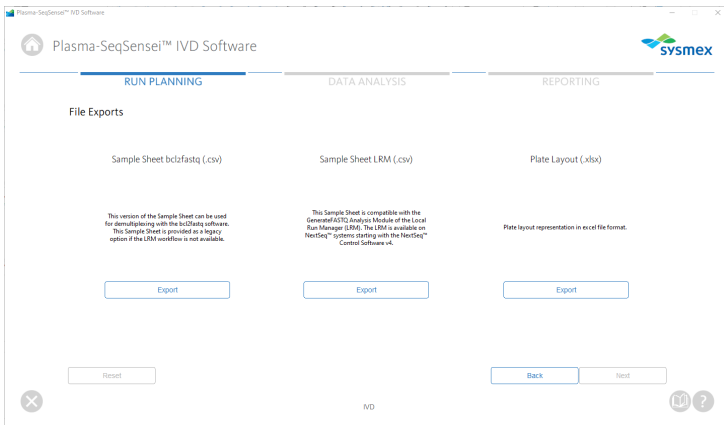 Plasma-SeqSensei™ IVD Software
Plasma-SeqSensei™ IVD Software
sysmex
RUN PLANNING
DATA ANALYSIS
REPORTING
File Exports
Sample Sheet bcl2fastq (.csv)
Sample Sheet LRM (.csv)
Plate Layout (.xlsx)
This version of the Sample Sheet can be used
for demultiplexing with the bcl2fastq software.
This Sample Sheet is provided as a legacy
option if the LRM workflow is not available.
This Sample Sheet is compatible with the
GenerateFASTQ Analysis Module of the Local
Run Manager (LRM). The LRM is available on
NextSeq™ systems starting with the NextSeq™
Control Software v4.
Plate layout representation in excel file format.
Export
Export
Export
Reset
Back
Next
IVD
?